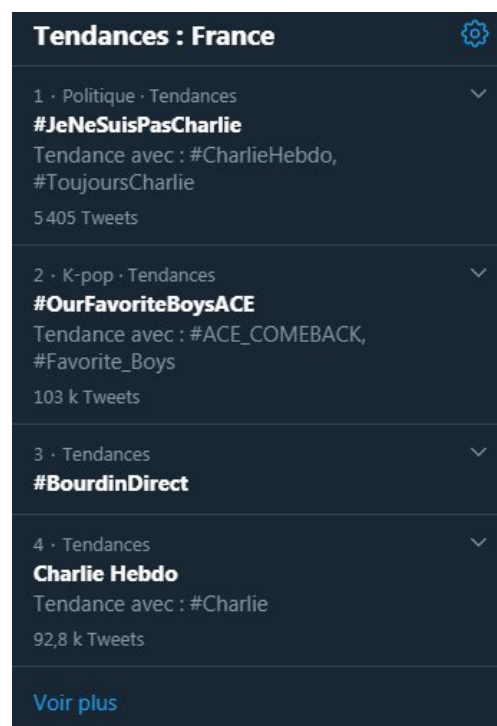 Tendances : France
1 · Politique · Tendances
#JeNeSuisPasCharlie
Tendance avec : #CharlieHebdo,
#ToujoursCharlie
5 405 Tweets
2 · K-pop · Tendances
#OurFavoriteBoysACE
Tendance avec : #ACE_COMEBACK,
#Favorite_Boys
103 k Tweets
3 · Tendances
#BourdinDirect
4 · Tendances
Charlie Hebdo
Tendance avec : #Charlie
92,8 k Tweets
Voir plus